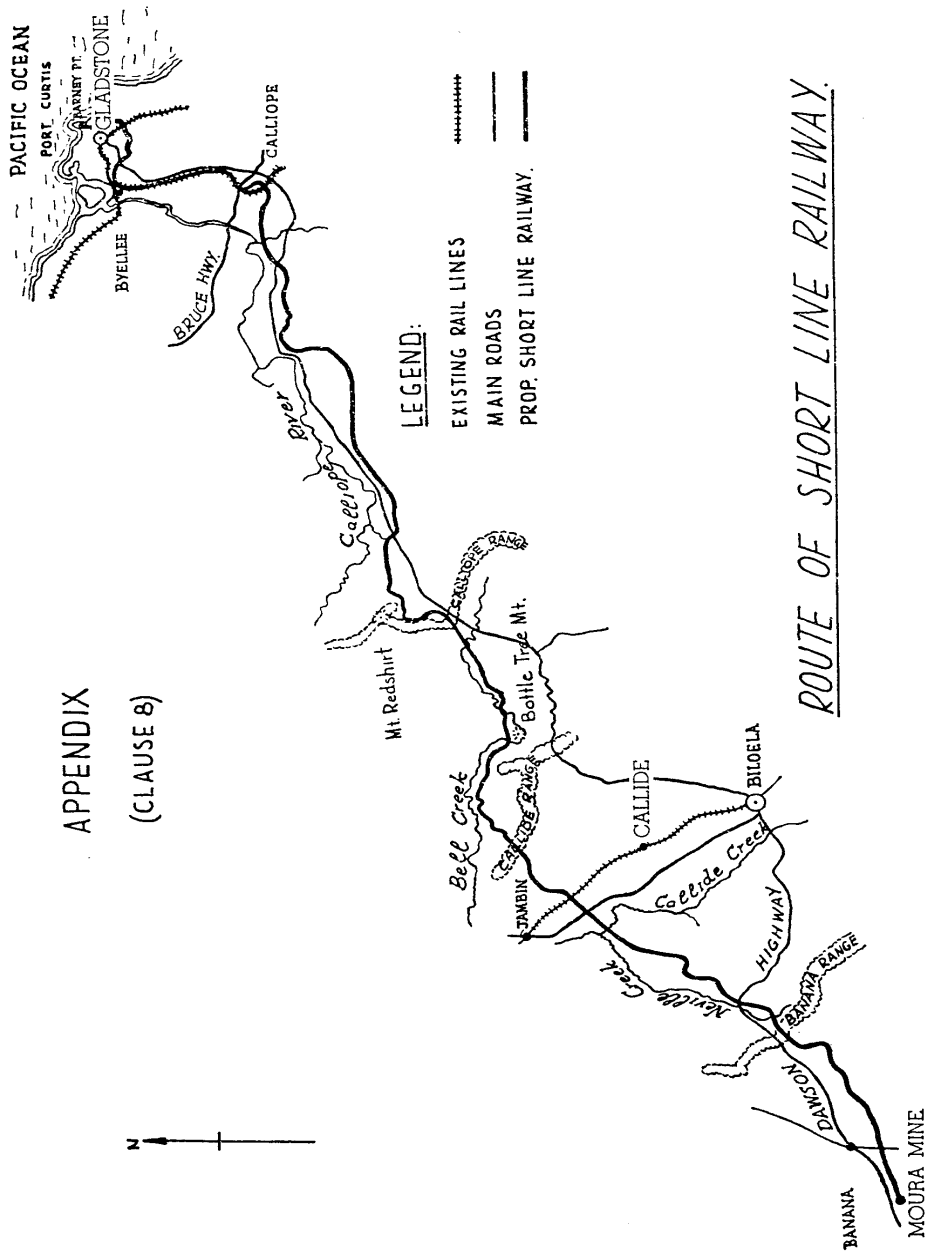 APPENDIX
(CLAUSE 8)
N
PACIFIC OCEAN
PORT CURTIS
BARNEY PT.
GLADSTONE
BYELLEE
CALLIOPE
BRUCE HWY.
Calliope River
LEGEND:
EXISTING RAIL LINES
MAIN ROADS
PROP. SHORT LINE RAILWAY.
Mt. Redshirt
CALLIOPE RANGE
Bottle Tree Mt.
Bell Creek
CALLIDE RANGE
JAMBIN
CALLIDE
BILOELA
Callide Creek
Neville Creek
DAWSON HIGHWAY
BANANA RANGE
BANANA
MOURA MINE
ROUTE OF SHORT LINE RAILWAY.